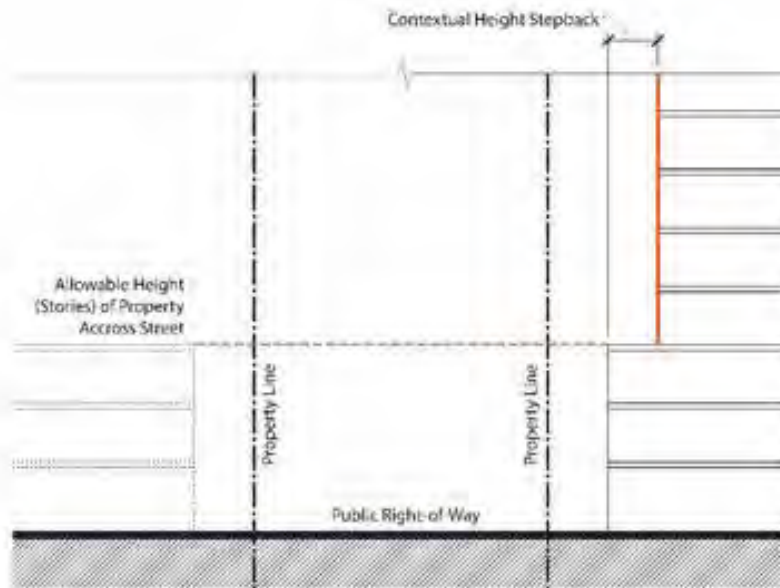 Contextual Height Stepback
Allowable Height
(Stories) of Property
Accross Street
Property Line
Property Line
Public Right-of-Way